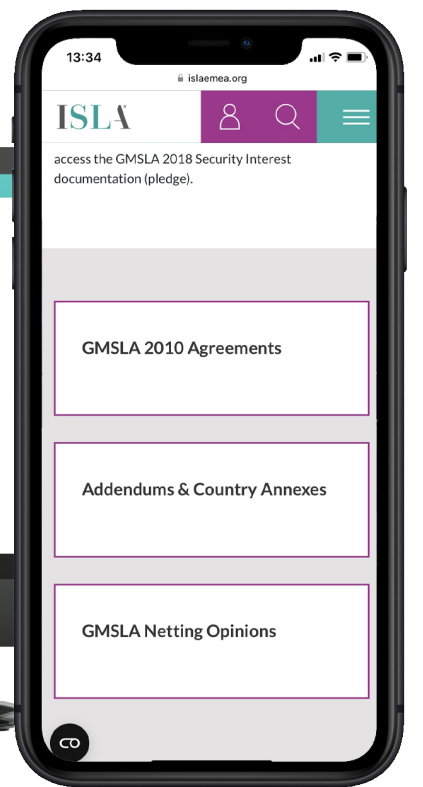 13:34
islaemea.org
ISLA
access the GMSLA 2018 Security Interest
documentation (pledge).
GMSLA 2010 Agreements
Addendums & Country Annexes
GMSLA Netting Opinions